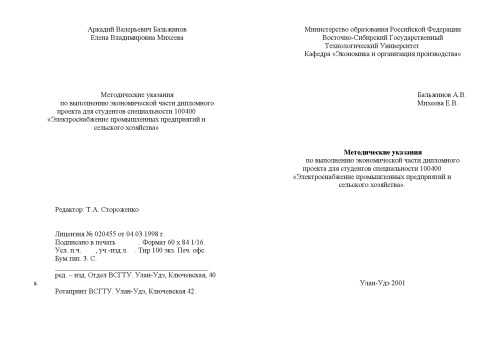 Аркадий Валерьевич Бальжинов
Елена Владимировна Михеева
Методические указания
по выполнению экономической части дипломного
проекта для студентов специальности 100400
«Электроснабжение промышленных предприятий и
сельского хозяйства»
Редактор: Т.А. Стороженко
Лицензия № 020455 от 04.03.1998 г.
Подписано в печать . Формат 60 х 84 1/16.
Усл. п.ч. , уч.-изд.л. . Тир 100 экз. Печ. офс.
Бум.тип. З. С.
ред. – изд. Отдел ВСГТУ. Улан-Удэ, Ключевская, 40
а.
Ротапринт ВСГТУ. Улан-Удэ, Ключевская 42.
Министерство образования Российской Федерации
Восточно-Сибирский Государственный
Технологический Университет
Кафедра «Экономика и организация производства»
Бальжинов А.В.
Михеева Е.В.
Методические указания
по выполнению экономической части дипломного
проекта для студентов специальности 100400
«Электроснабжение промышленных предприятий и
сельского хозяйства».
Улан-Удэ 2001